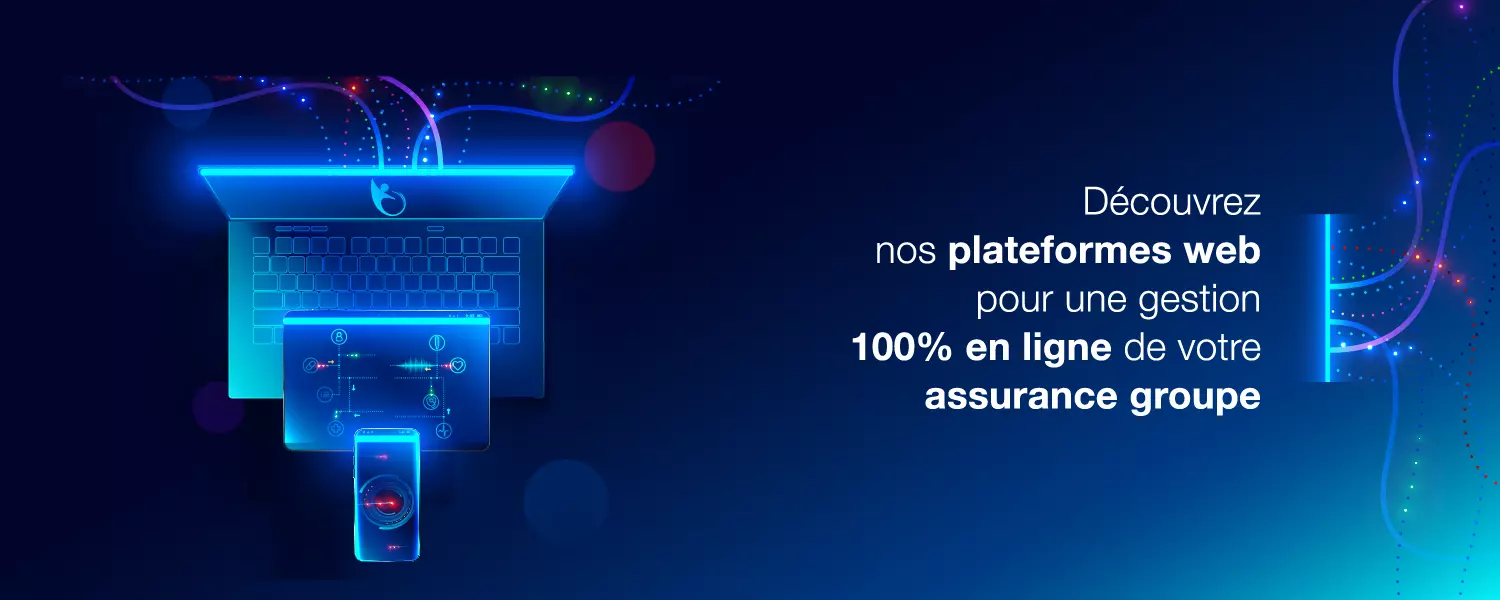 Découvrez
nos plateformes web
pour une gestion
100% en ligne de votre
assurance groupe